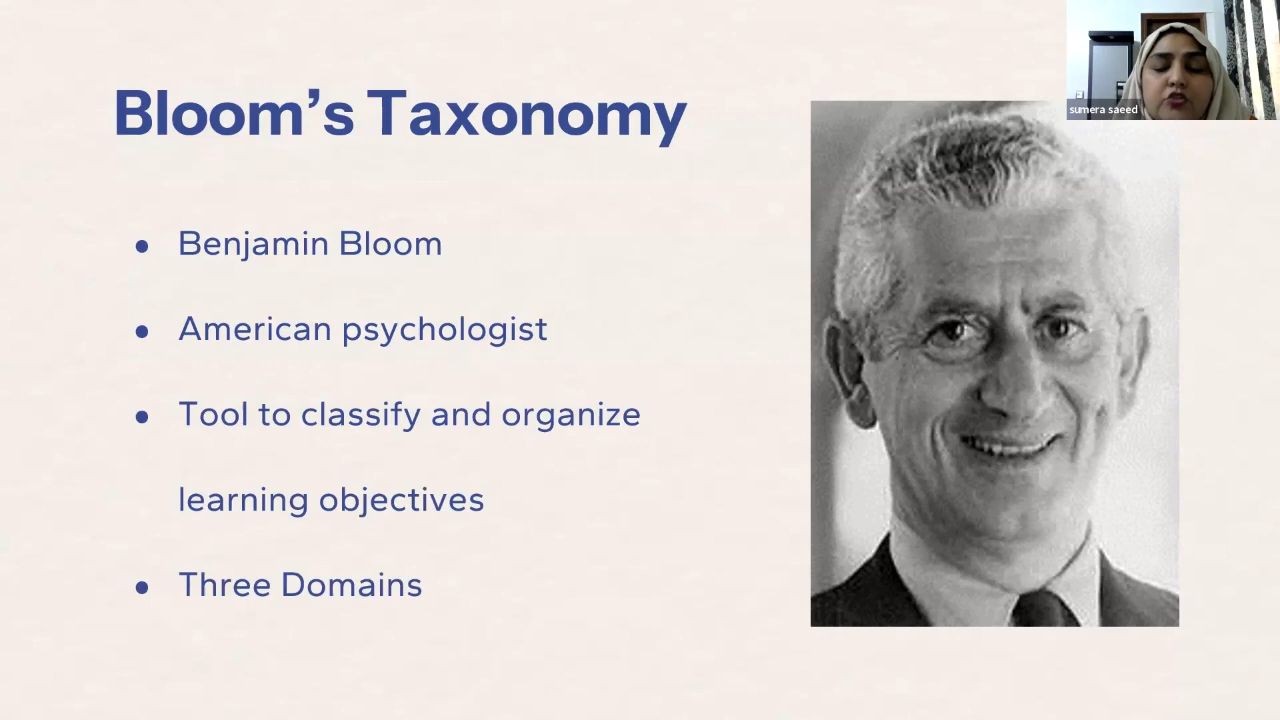 Bloom’s Taxonomy
● Benjamin Bloom
● American psychologist
● Tool to classify and organize
learning objectives
● Three Domains
sumera saeed